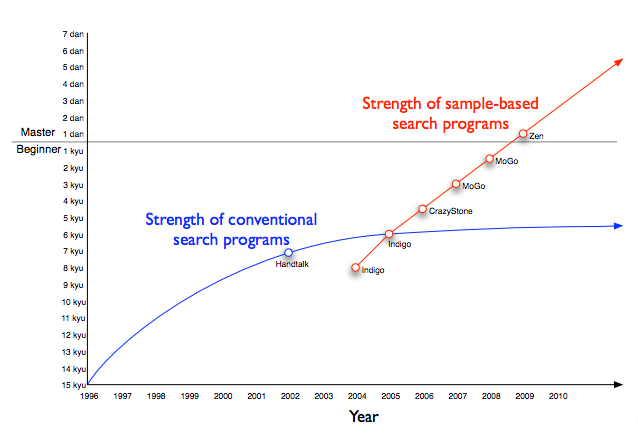 7 dan
6 dan
5 dan
4 dan
3 dan
2 dan
1 dan
Master
Beginner
1 kyu
2 kyu
3 kyu
4 kyu
5 kyu
6 kyu
7 kyu
8 kyu
9 kyu
10 kyu
11 kyu
12 kyu
13 kyu
14 kyu
15 kyu
Strength of sample-based
search programs
Zen
MoGo
MoGo
CrazyStone
Strength of conventional
search programs
Indigo
Handtalk
Indigo
1996 1997 1998 1999 2000 2001 2002 2003 2004 2005 2006 2007 2008 2009 2010
Year